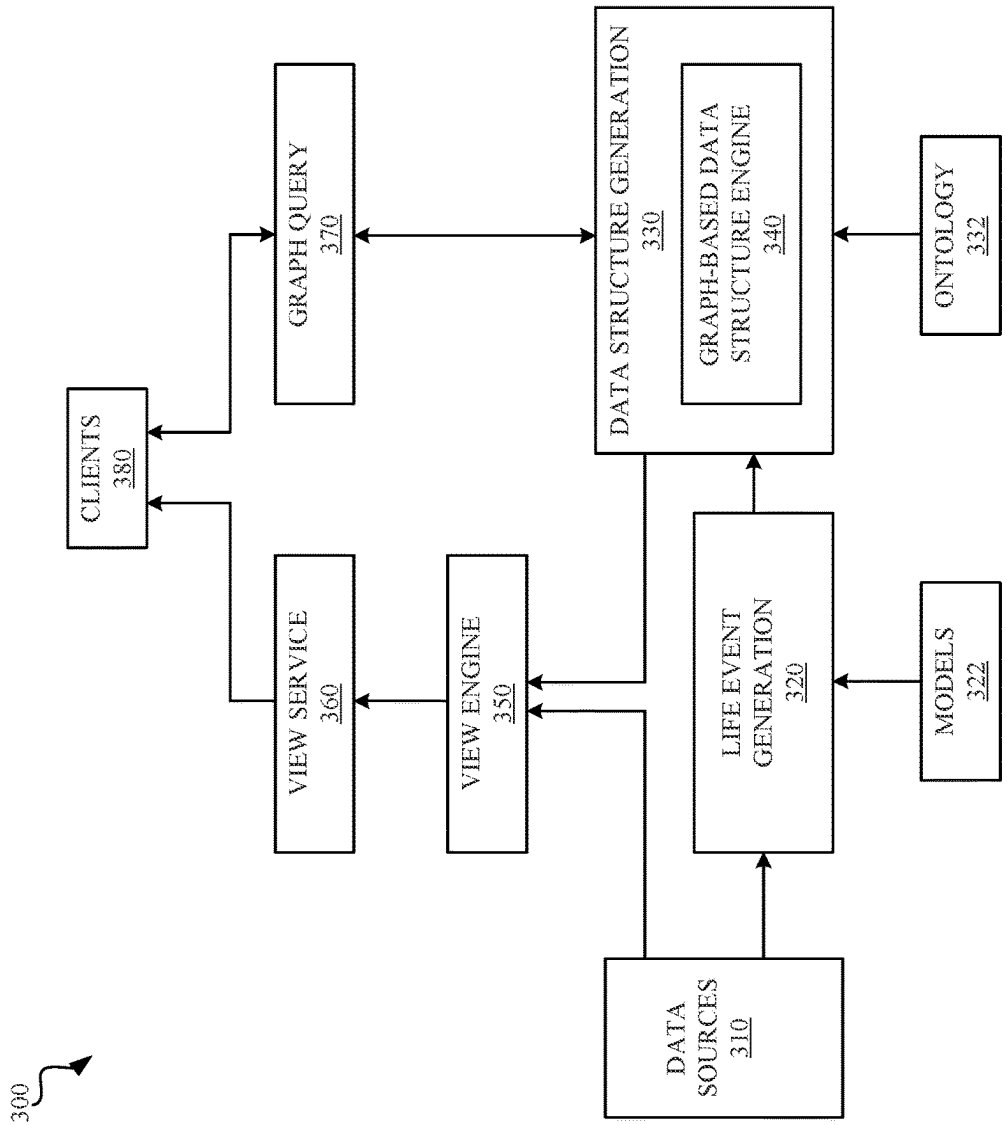 300
CLIENTS
380
VIEW SERVICE
360
GRAPH QUERY
370
VIEW ENGINE
350
DATA SOURCES
310
LIFE EVENT
GENERATION
320
DATA STRUCTURE GENERATION
330
GRAPH-BASED DATA
STRUCTURE ENGINE
340
MODELS
322
ONTOLOGY
332